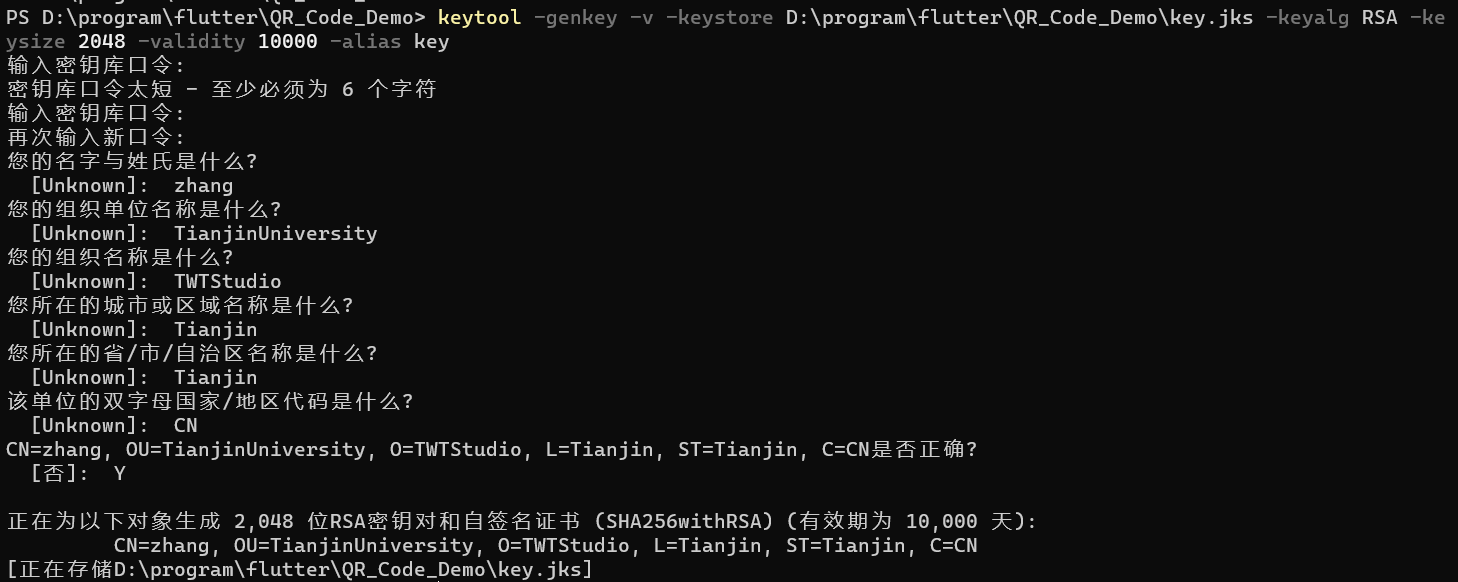 PS D:\program\flutter\QR_Code_Demo> keytool -genkey -v -keystore D:\program\flutter\QR_Code_Demo\key.jks -keyalg RSA -ke
ysize 2048 -validity 10000 -alias key
输入密钥库口令:
密钥库口令太短 - 至少必须为 6 个字符
输入密钥库口令:
再次输入新口令:
您的名字与姓氏是什么?
  [Unknown]:  zhang
您的组织单位名称是什么?
  [Unknown]:  TianjinUniversity
您的组织名称是什么?
  [Unknown]:  TWTStudio
您所在的城市或区域名称是什么?
  [Unknown]:  Tianjin
您所在的省/市/自治区名称是什么?
  [Unknown]:  Tianjin
该单位的双字母国家/地区代码是什么?
  [Unknown]:  CN
CN=zhang, OU=TianjinUniversity, O=TWTStudio, L=Tianjin, ST=Tianjin, C=CN是否正确?
  [否]:  Y
正在为以下对象生成 2,048 位RSA密钥对和自签名证书 (SHA256withRSA) (有效期为 10,000 天):
         CN=zhang, OU=TianjinUniversity, O=TWTStudio, L=Tianjin, ST=Tianjin, C=CN
[正在存储D:\program\flutter\QR_Code_Demo\key.jks]